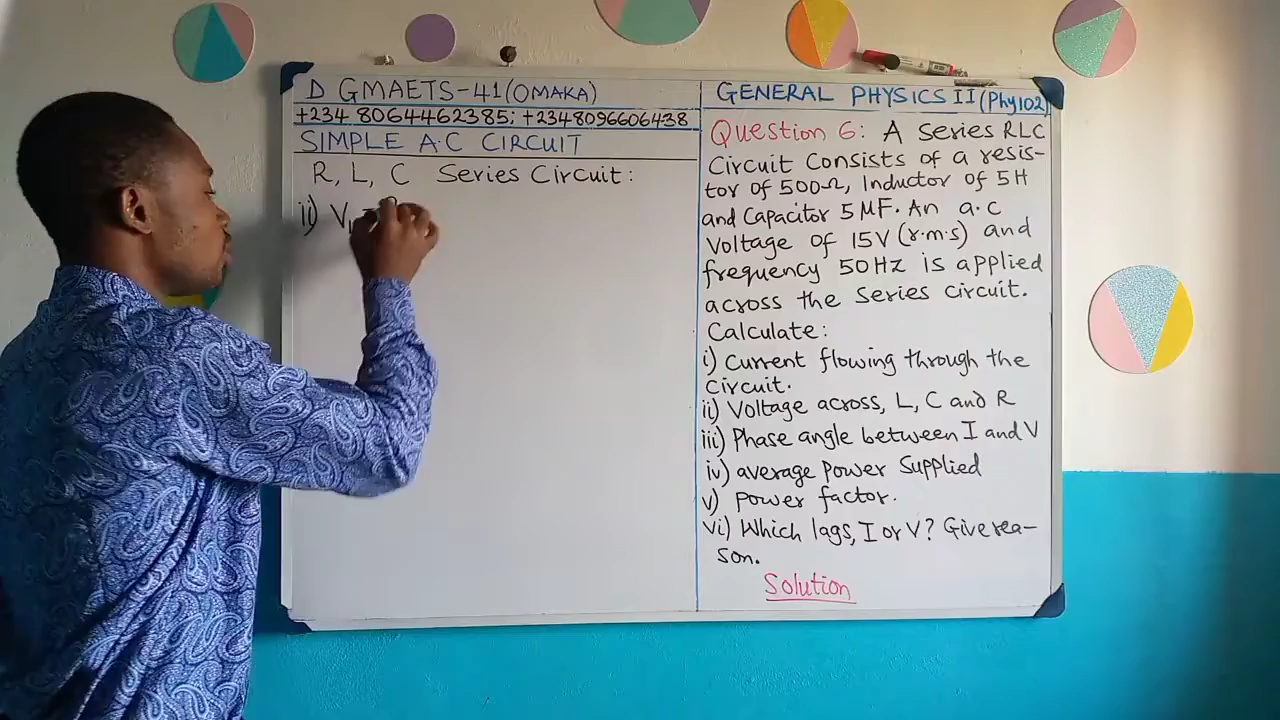 D GMAETS-41(OMAKA)
+234 8064462385; +2348096606438
SIMPLE A.C CIRCUIT
R, L, C Series Circuit:
ii) V
GENERAL PHYSICS II (Phy102)
Question 6: A Series RLC
Circuit Consists of a resis-
tor of 500Ω, Inductor of 5H
and Capacitor 5MF. An a.c
Voltage of 15V (r.m.s) and
frequency 50Hz is applied
across the Series Circuit.
Calculate:
i) Current flowing through the
Circuit.
ii) Voltage across, L, C and R
iii) Phase angle between I and V
iv) average power Supplied
v) power factor.
vi) Which lags, I or V? Give rea-
son.
Solution